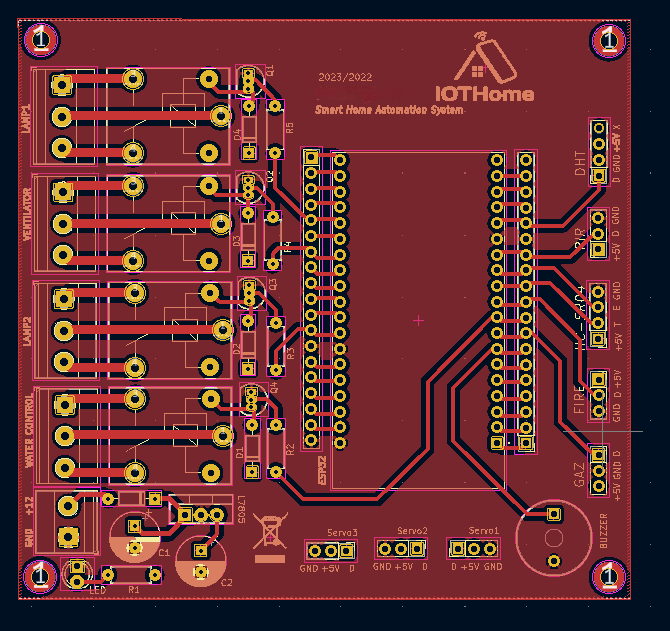 1
1
2023/2022
IOTHome
Smart Home Automation System
LAMP1
Q1
D4
R5
DHT
D GND +5V X
VENTILATOR
Q2
D3
R4
PIR
+5V D GND
LAMP2
Q3
D2
R3
HC-SR04
+5V T E GND
WATER CONTROL
Q4
D1
R2
ESP32
FIRE
GND D +5V
GAZ
+5V GND D
GND +12
L7805
+
C1
C2
LED
R1
Servo3
GND +5V D
Servo2
GND +5V D
Servo1
D +5V GND
BUZZER
1
1